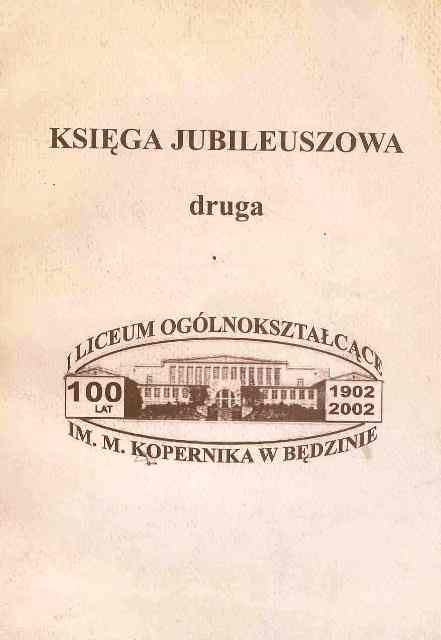 KSIĘGA JUBILEUSZOWA
druga
I LICEUM OGÓLNOKSZTAŁCĄCE
100
LAT
1902
2002
IM. M. KOPERNIKA W BĘDZINIE